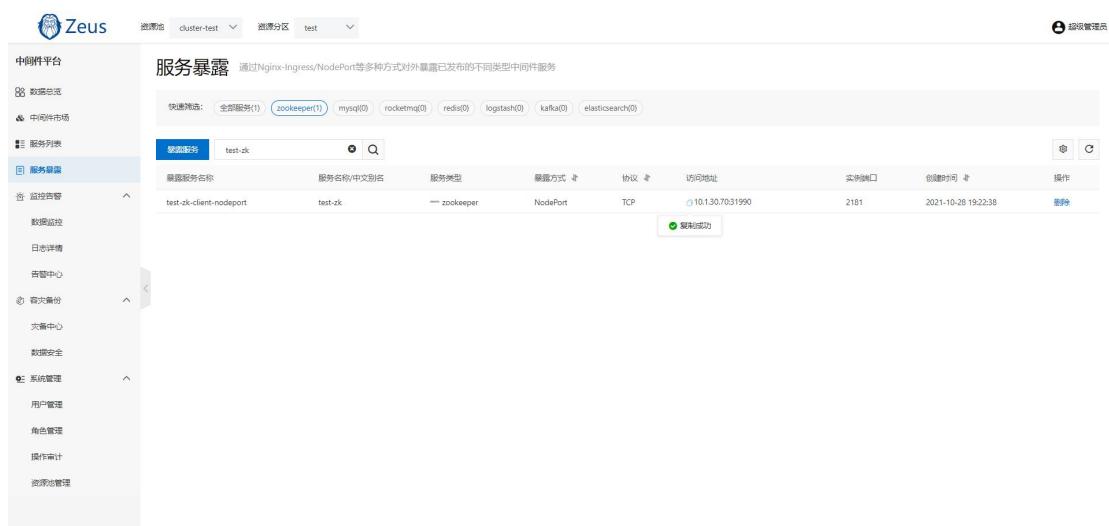 Zeus
资源池 cluster-test 资源分区 test
超级管理员
中间件平台
数据总览
中间件市场
服务列表
服务暴露
监控告警
数据监控
日志详情
告警中心
容灾备份
灾备中心
数据安全
系统管理
用户管理
角色管理
操作审计
资源池管理
服务暴露 通过Nginx-Ingress/NodePort等多种方式对外暴露已发布的不同类型中间件服务
快速筛选: 全部服务(1) zookeeper(1) mysql(0) rocketmq(0) redis(0) logstash(0) kafka(0) elasticsearch(0)
暴露服务 test-zk
暴露服务名称 服务名称/中文别名 服务类型 暴露方式 协议 访问地址 实例端口 创建时间 操作
test-zk-client-nodeport test-zk zookeeper NodePort TCP 10.1.30.70:31990 2181 2021-10-28 19:22:38 删除
复制成功